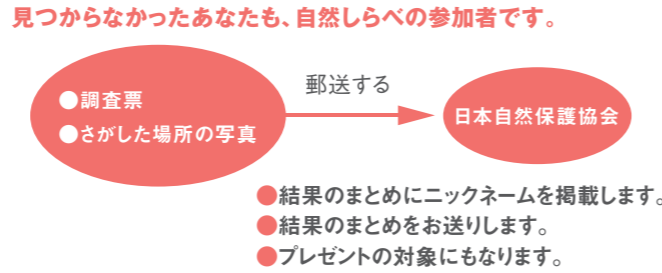 見つからなかったあなたも、自然しらべの参加者です。
●調査票
●さがした場所の写真
郵送する
日本自然保護協会
●結果のまとめにニックネームを掲載します。
●結果のまとめをお送りします。
●プレゼントの対象にもなります。